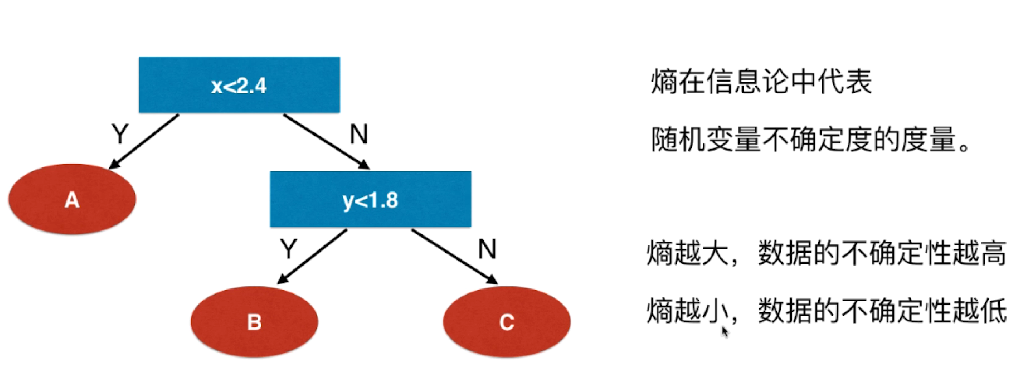 x<2.4
Y
N
A
y<1.8
Y
N
B
C
熵在信息论中代表
随机变量不确定度的度量。
熵越大，数据的不确定性越高
熵越小，数据的不确定性越低